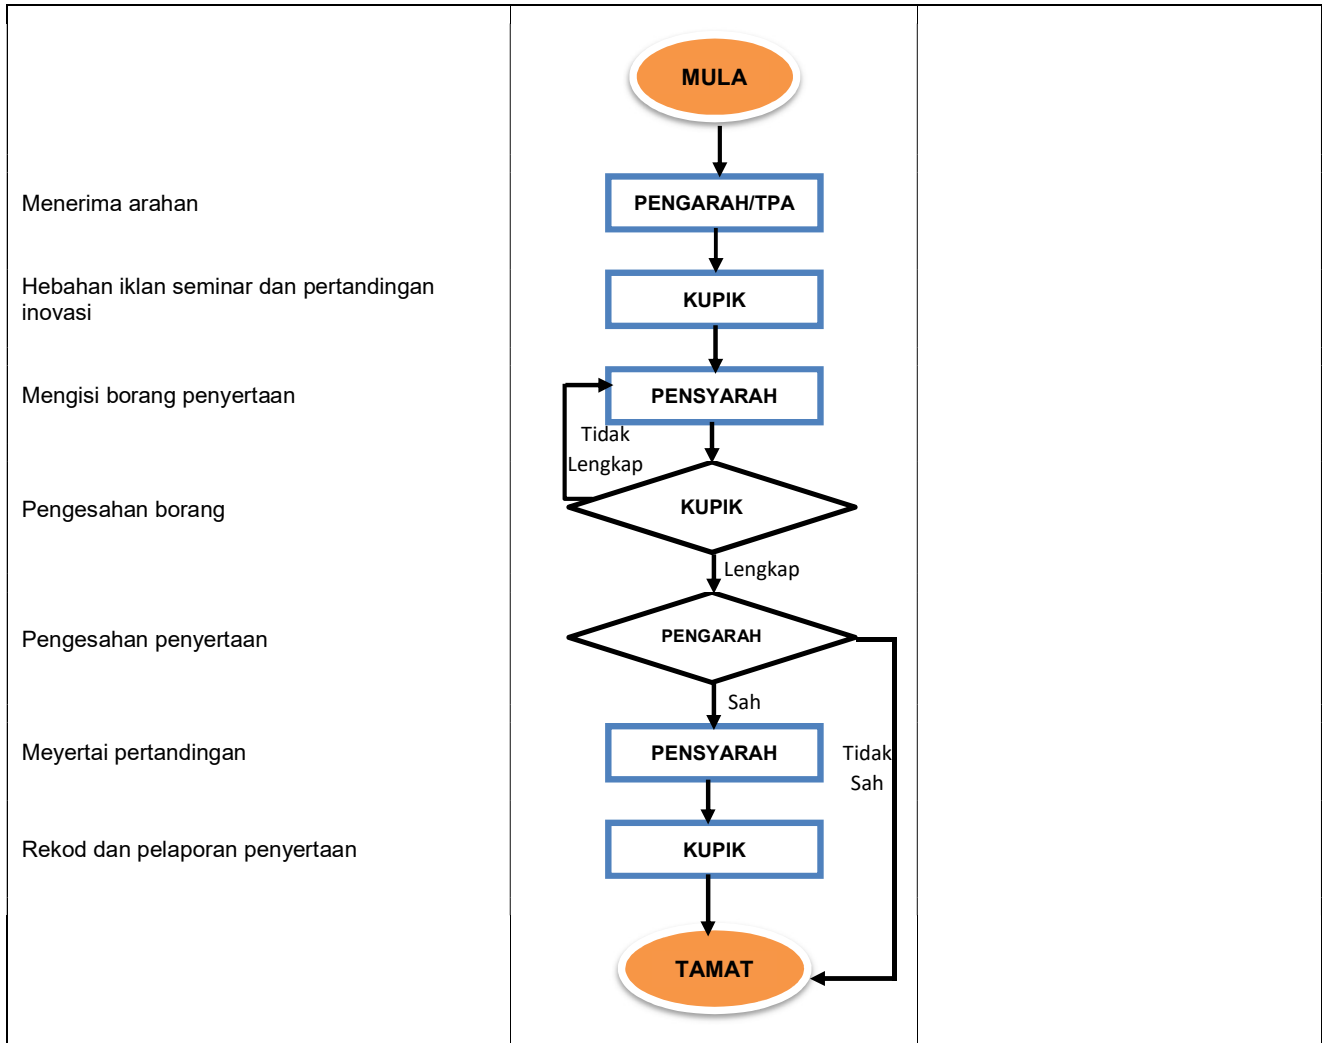 MULA
Menerima arahan
PENGARAH/TPA
Hebahan iklan seminar dan pertandingan
inovasi
KUPIK
Mengisi borang penyertaan
PENSYARAH
Tidak
Lengkap
Pengesahan borang
KUPIK
Lengkap
Pengesahan penyertaan
PENGARAH
Sah
Meyertai pertandingan
PENSYARAH
Tidak
Sah
Rekod dan pelaporan penyertaan
KUPIK
TAMAT